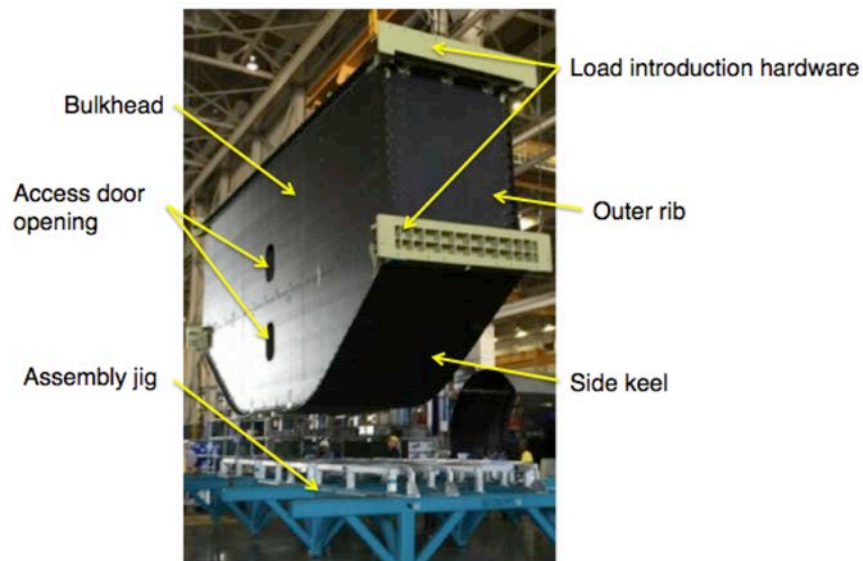 Load introduction hardware
Bulkhead
Access door
opening
Outer rib
Assembly jig
Side keel